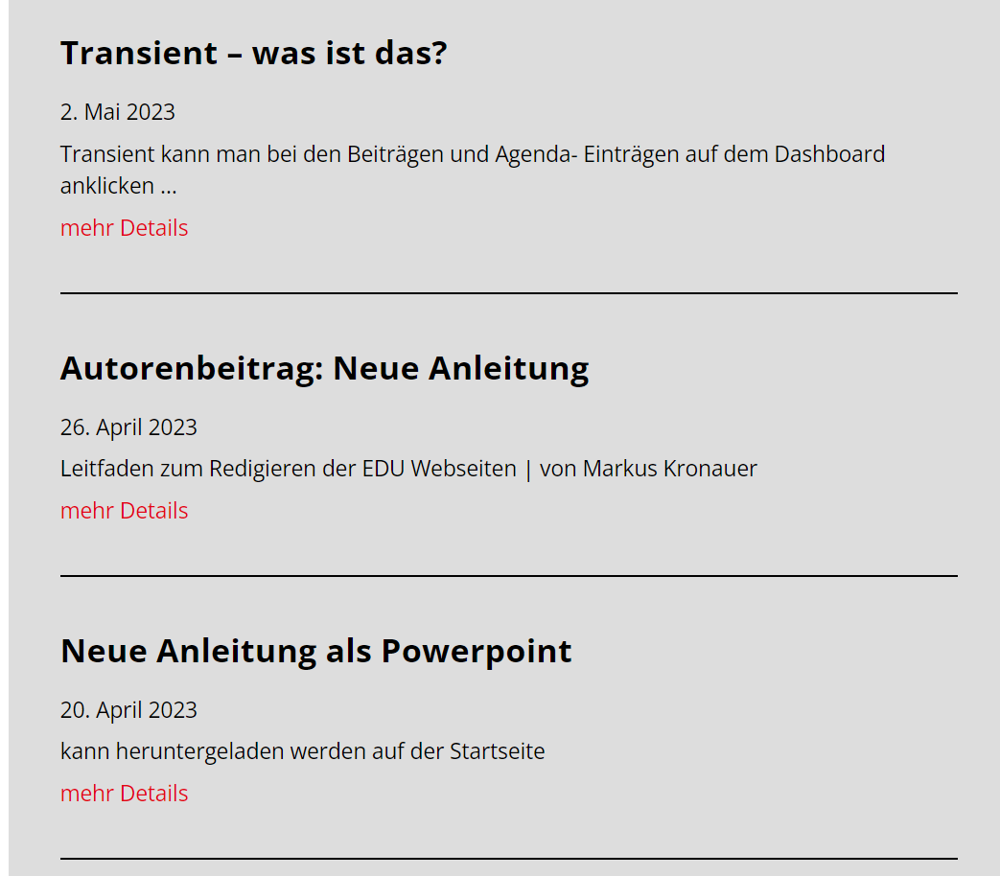 Transient – was ist das?
2. Mai 2023
Transient kann man bei den Beiträgen und Agenda- Einträgen auf dem Dashboard
anklicken ...
mehr Details
Autorenbeitrag: Neue Anleitung
26. April 2023
Leitfaden zum Redigieren der EDU Webseiten | von Markus Kronauer
mehr Details
Neue Anleitung als Powerpoint
20. April 2023
kann heruntergeladen werden auf der Startseite
mehr Details